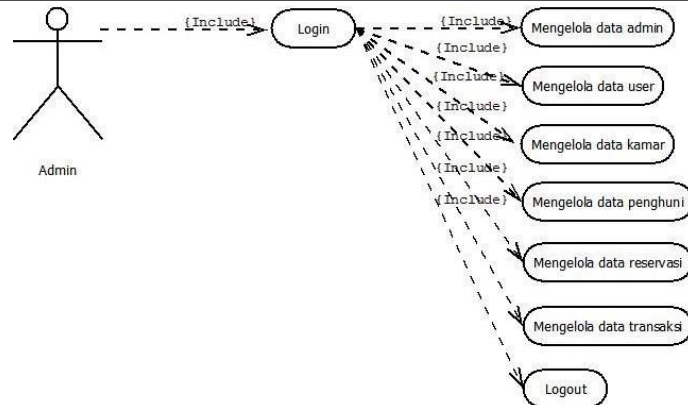 {Include}
Login
{Include}
Mengelola data admin
{Include}
{Include}
Mengelola data user
{Include}
{Include}
Mengelola data kamar
{Include}
Admin
{Include}
Mengelola data penghuni
Mengelola data reservasi
Mengelola data transaksi
Logout